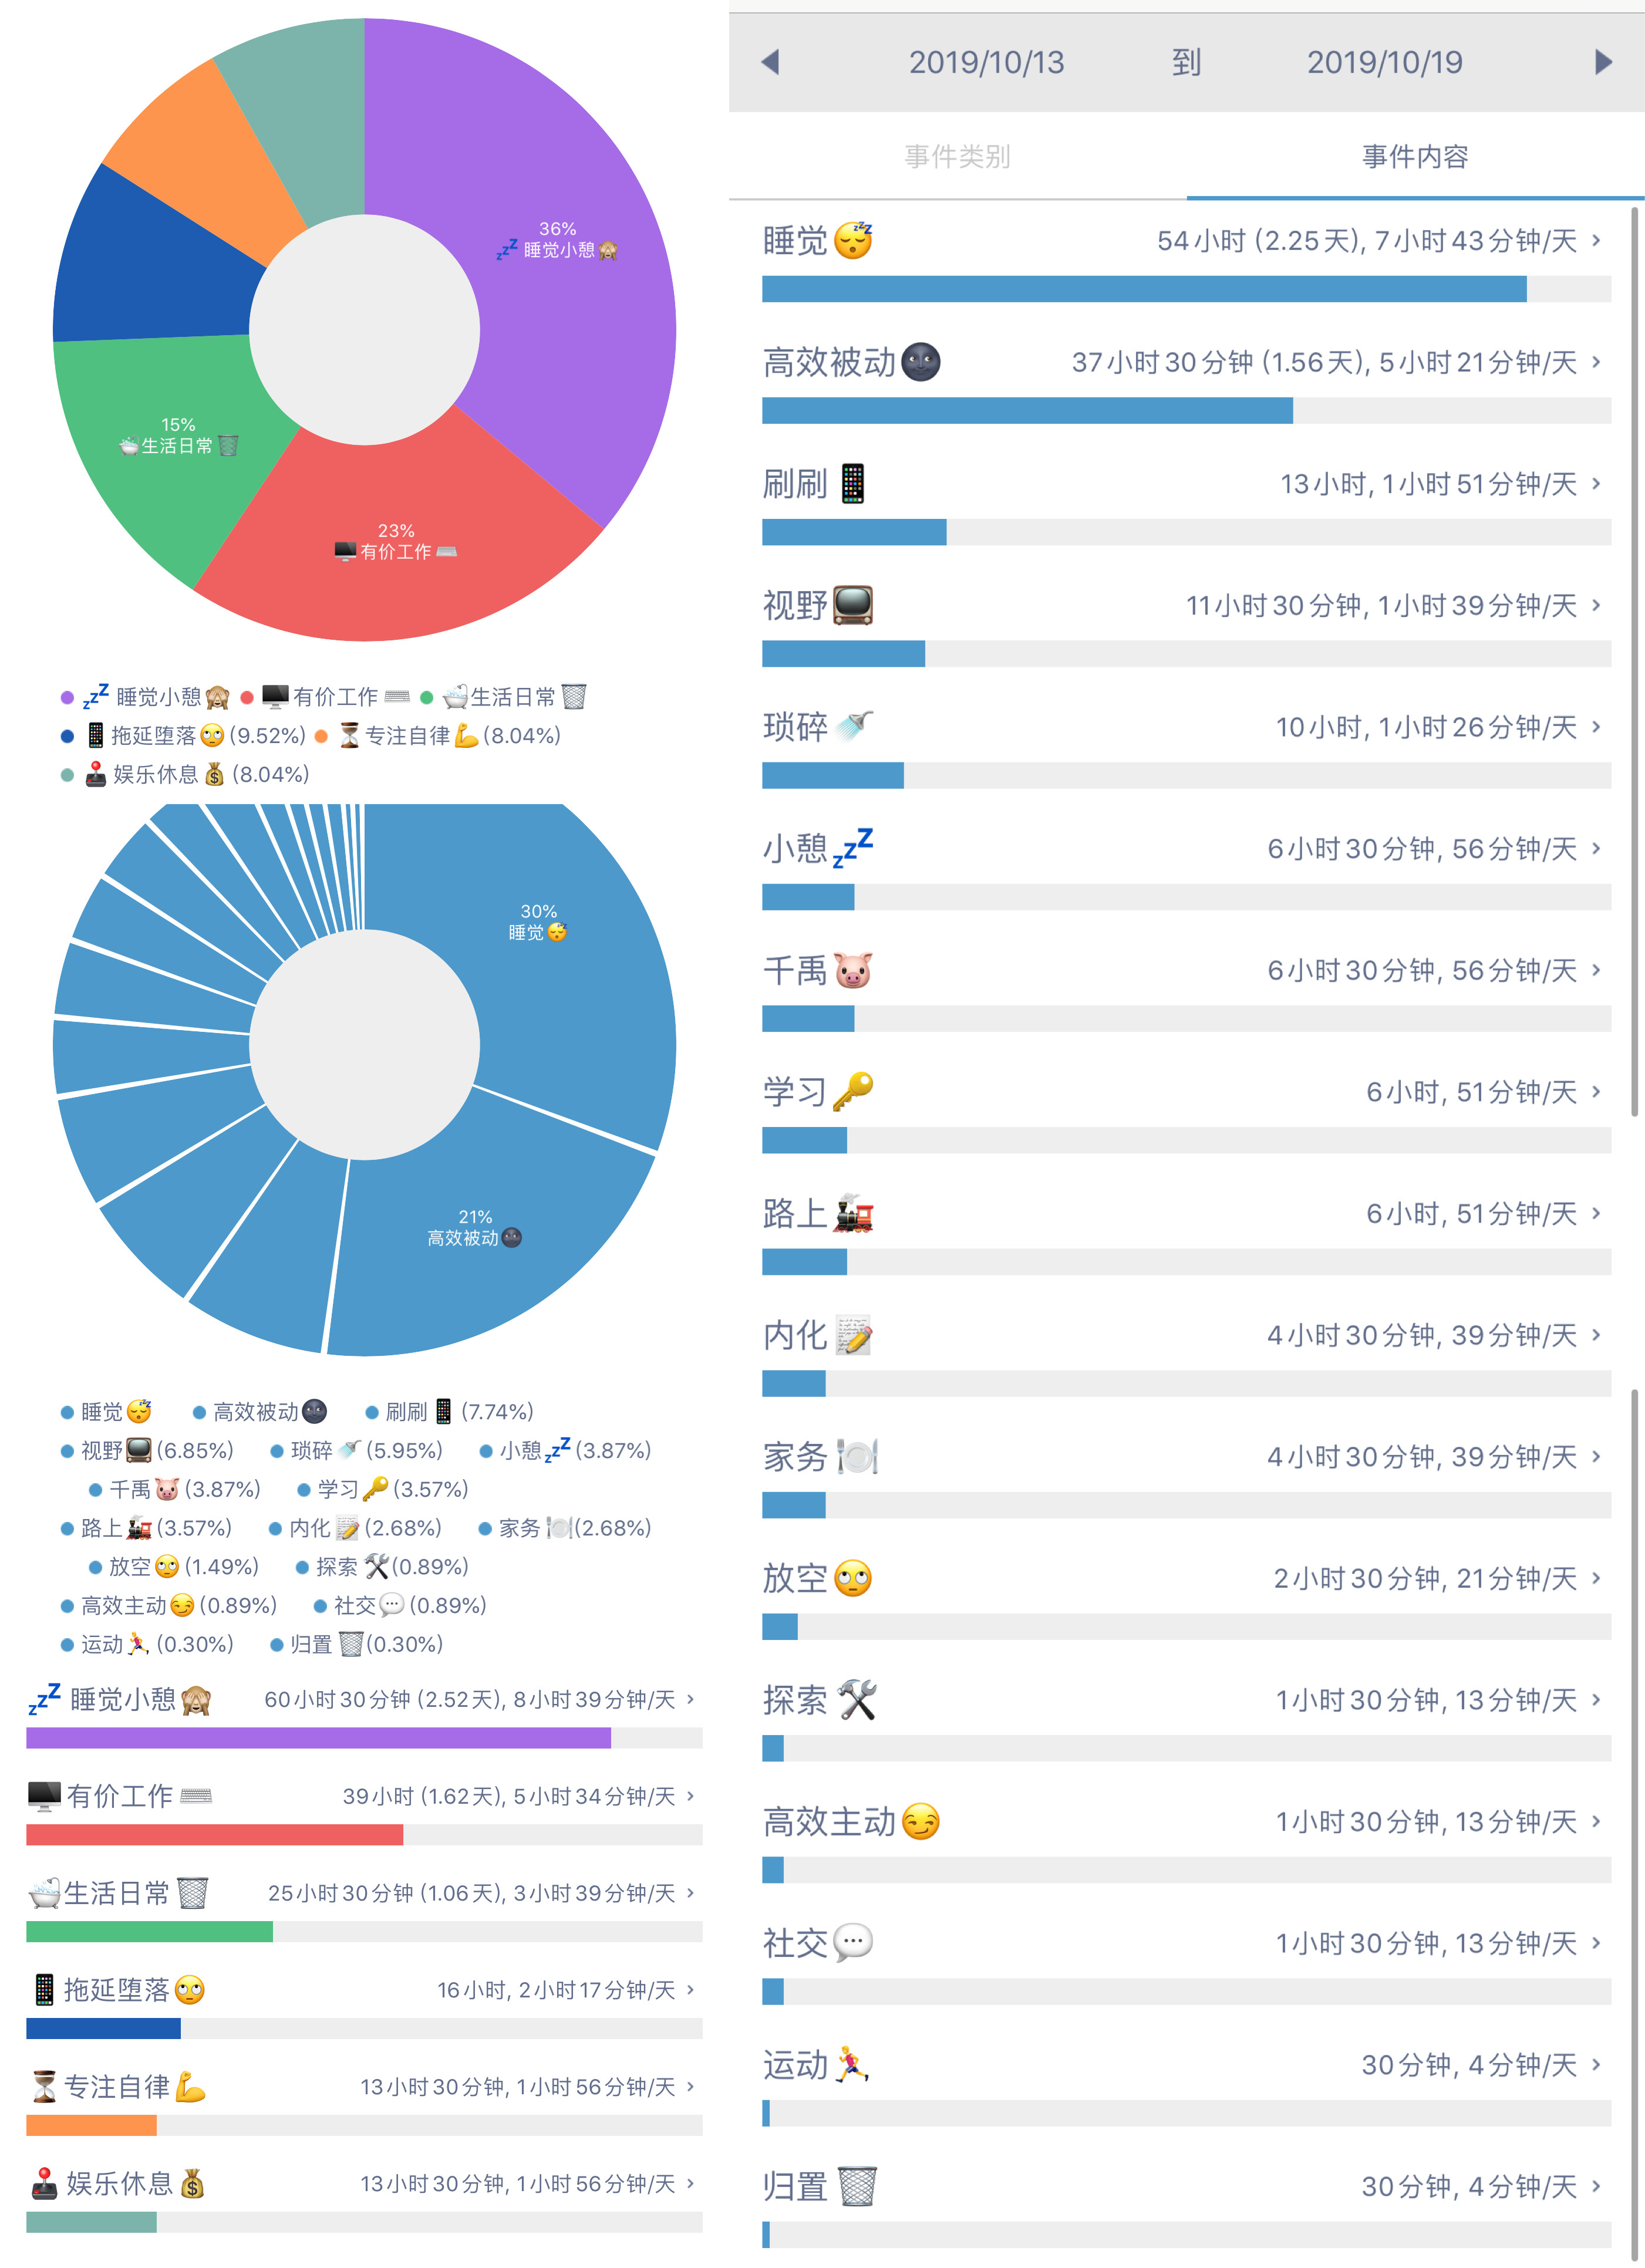 36%
💤 睡觉小憩🙈
15%
🛀生活日常🗑
23%
🖥有价工作⌨️
💤 睡觉小憩🙈 🖥有价工作⌨️ 🛀生活日常🗑
📱拖延堕落🙄(9.52%) ⏳专注自律💪(8.04%)
🕹娱乐休息💰(8.04%)
30%
睡觉😴
21%
高效被动🌚
睡觉😴 高效被动🌚 刷刷📱(7.74%)
视野📺(6.85%) 琐碎🚿(5.95%) 小憩💤(3.87%)
千禹🐷(3.87%) 学习🔑(3.57%)
路上🚂(3.57%) 内化📝(2.68%) 家务🍽(2.68%)
放空🙄(1.49%) 探索🛠(0.89%)
高效主动😏(0.89%) 社交💬(0.89%)
运动🏃(0.30%) 归置🗑(0.30%)
💤 睡觉小憩🙈 60小时30分钟 (2.52天), 8小时39分钟/天
🖥有价工作⌨️ 39小时 (1.62天), 5小时34分钟/天
🛀生活日常🗑 25小时30分钟 (1.06天), 3小时39分钟/天
📱拖延堕落🙄 16小时, 2小时17分钟/天
⏳专注自律💪 13小时30分钟, 1小时56分钟/天
🕹娱乐休息💰 13小时30分钟, 1小时56分钟/天
2019/10/13 到 2019/10/19
事件类别 事件内容
睡觉😴 54小时 (2.25天), 7小时43分钟/天
高效被动🌚 37小时30分钟 (1.56天), 5小时21分钟/天
刷刷📱 13小时, 1小时51分钟/天
视野📺 11小时30分钟, 1小时39分钟/天
琐碎🚿 10小时, 1小时26分钟/天
小憩💤 6小时30分钟, 56分钟/天
千禹🐷 6小时30分钟, 56分钟/天
学习🔑 6小时, 51分钟/天
路上🚂 6小时, 51分钟/天
内化📝 4小时30分钟, 39分钟/天
家务🍽 4小时30分钟, 39分钟/天
放空🙄 2小时30分钟, 21分钟/天
探索🛠 1小时30分钟, 13分钟/天
高效主动😏 1小时30分钟, 13分钟/天
社交💬 1小时30分钟, 13分钟/天
运动🏃 30分钟, 4分钟/天
归置🗑 30分钟, 4分钟/天